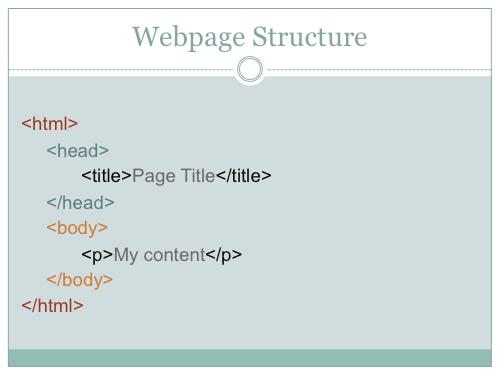 Webpage Structure
<html>
<head>
<title>Page Title</title>
</head>
<body>
<p>My content</p>
</body>
</html>